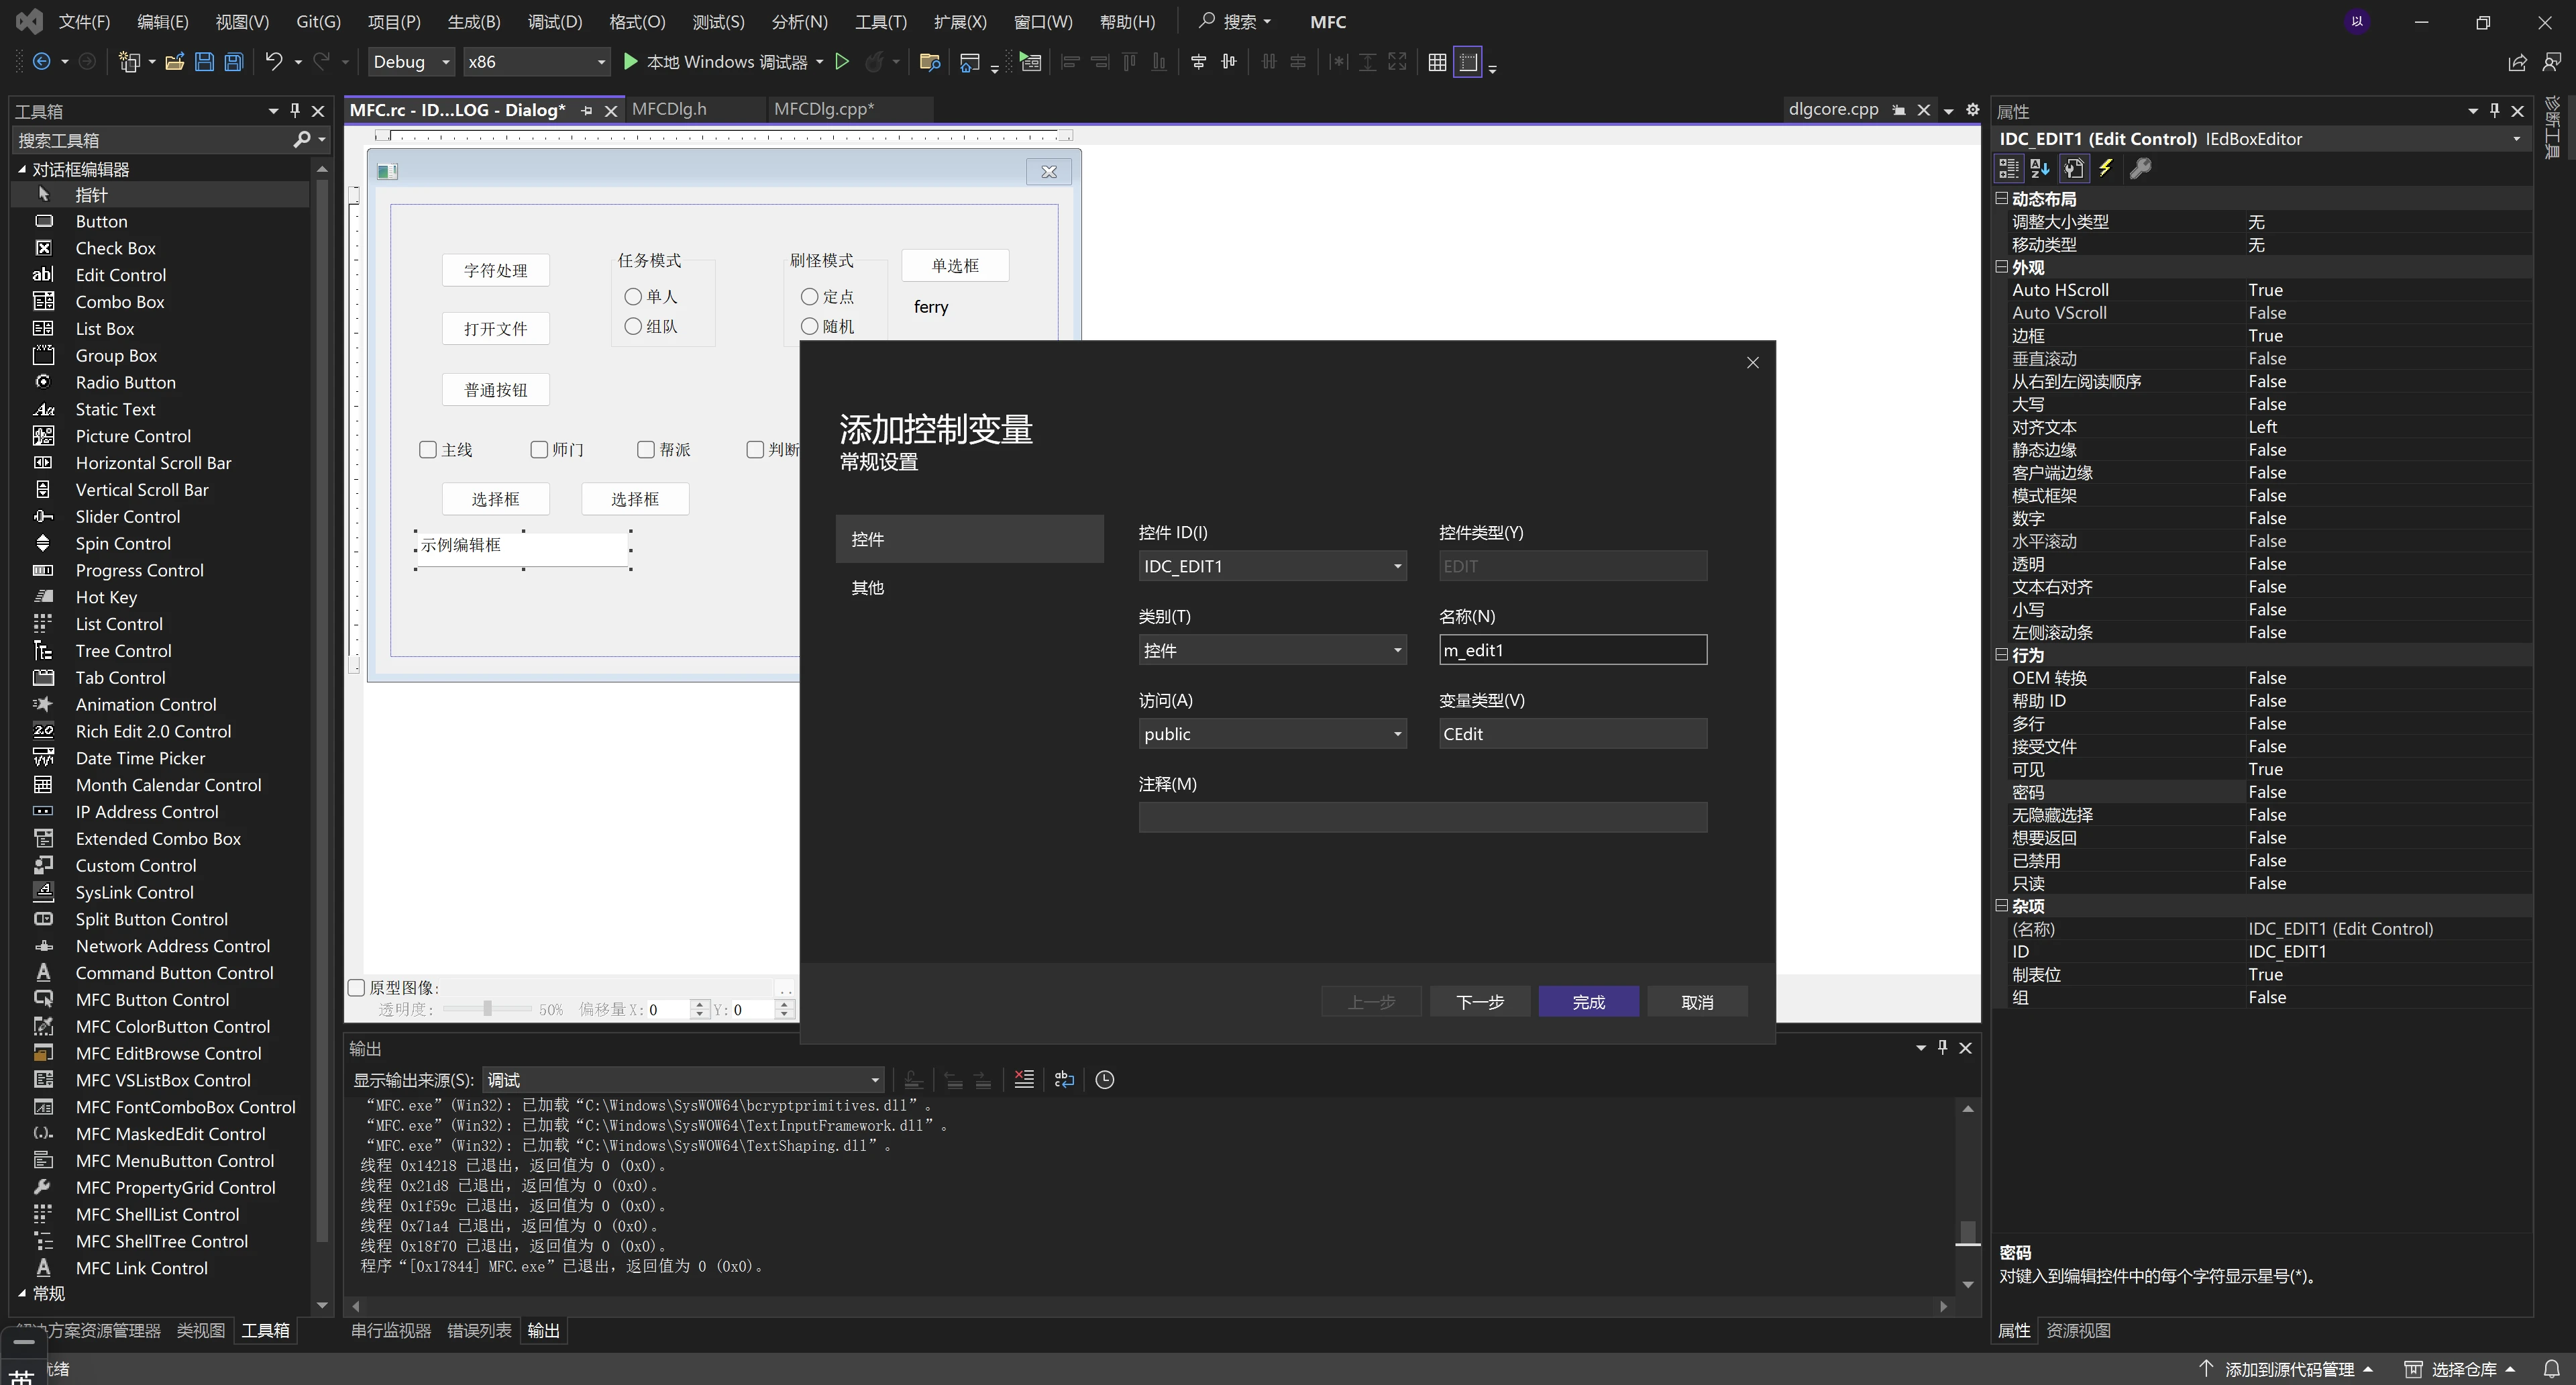 文件(F) 编辑(E) 视图(V) Git(G) 项目(P) 生成(B) 调试(D) 格式(O) 测试(S) 分析(N) 工具(T) 扩展(X) 窗口(W) 帮助(H) 搜索 MFC 以
Debug x86 本地 Windows 调试器
工具箱
搜索工具箱
对话框编辑器
指针
Button
Check Box
Edit Control
Combo Box
List Box
Group Box
Radio Button
Static Text
Picture Control
Horizontal Scroll Bar
Vertical Scroll Bar
Slider Control
Spin Control
Progress Control
Hot Key
List Control
Tree Control
Tab Control
Animation Control
Rich Edit 2.0 Control
Date Time Picker
Month Calendar Control
IP Address Control
Extended Combo Box
Custom Control
SysLink Control
Split Button Control
Network Address Control
Command Button Control
MFC Button Control
MFC ColorButton Control
MFC EditBrowse Control
MFC VSListBox Control
MFC FontComboBox Control
MFC MaskedEdit Control
MFC MenuButton Control
MFC PropertyGrid Control
MFC ShellList Control
MFC ShellTree Control
MFC Link Control
常规
方案资源管理器 类视图 工具箱
MFC.rc - ID...LOG - Dialog* MFCDlg.h MFCDlg.cpp* dlgcore.cpp
字符处理 任务模式 刷怪模式 单选框
单人 定点 ferry
打开文件 组队 随机
普通按钮
主线 师门 帮派 判断
选择框 选择框
示例编辑框
原型图像:
透明度: 50% 偏移量 X: 0 Y: 0
添加控制变量
常规设置
控件
其他
控件 ID(I) 控件类型(Y)
IDC_EDIT1 EDIT
类别(T) 名称(N)
控件 m_edit1
访问(A) 变量类型(V)
public CEdit
注释(M)
上一步 下一步 完成 取消
输出
显示输出来源(S): 调试
“MFC.exe” (Win32): 已加载 “C:\Windows\SysWOW64\bcryptprimitives.dll”。
“MFC.exe” (Win32): 已加载 “C:\Windows\SysWOW64\TextInputFramework.dll”。
“MFC.exe” (Win32): 已加载 “C:\Windows\SysWOW64\TextShaping.dll”。
线程 0x14218 已退出，返回值为 0 (0x0)。
线程 0x21d8 已退出，返回值为 0 (0x0)。
线程 0x1f59c 已退出，返回值为 0 (0x0)。
线程 0x71a4 已退出，返回值为 0 (0x0)。
线程 0x18f70 已退出，返回值为 0 (0x0)。
程序 “[0x17844] MFC.exe” 已退出，返回值为 0 (0x0)。
串行监视器 错误列表 输出
属性
IDC_EDIT1 (Edit Control) IEdBoxEditor
动态布局
调整大小类型 无
移动类型 无
外观
Auto HScroll True
Auto VScroll False
边框 True
垂直滚动 False
从右到左阅读顺序 False
大写 False
对齐文本 Left
静态边缘 False
客户端边缘 False
模式框架 False
数字 False
水平滚动 False
透明 False
文本右对齐 False
小写 False
左侧滚动条 False
行为
OEM 转换 False
帮助 ID False
多行 False
接受文件 False
可见 True
密码 False
无隐藏选择 False
想要返回 False
已禁用 False
只读 False
杂项
(名称) IDC_EDIT1 (Edit Control)
ID IDC_EDIT1
制表位 True
组 False
密码
对键入到编辑控件中的每个字符显示星号(*)。
属性 资源视图
诊断工具
英 绪 添加到源代码管理 选择仓库